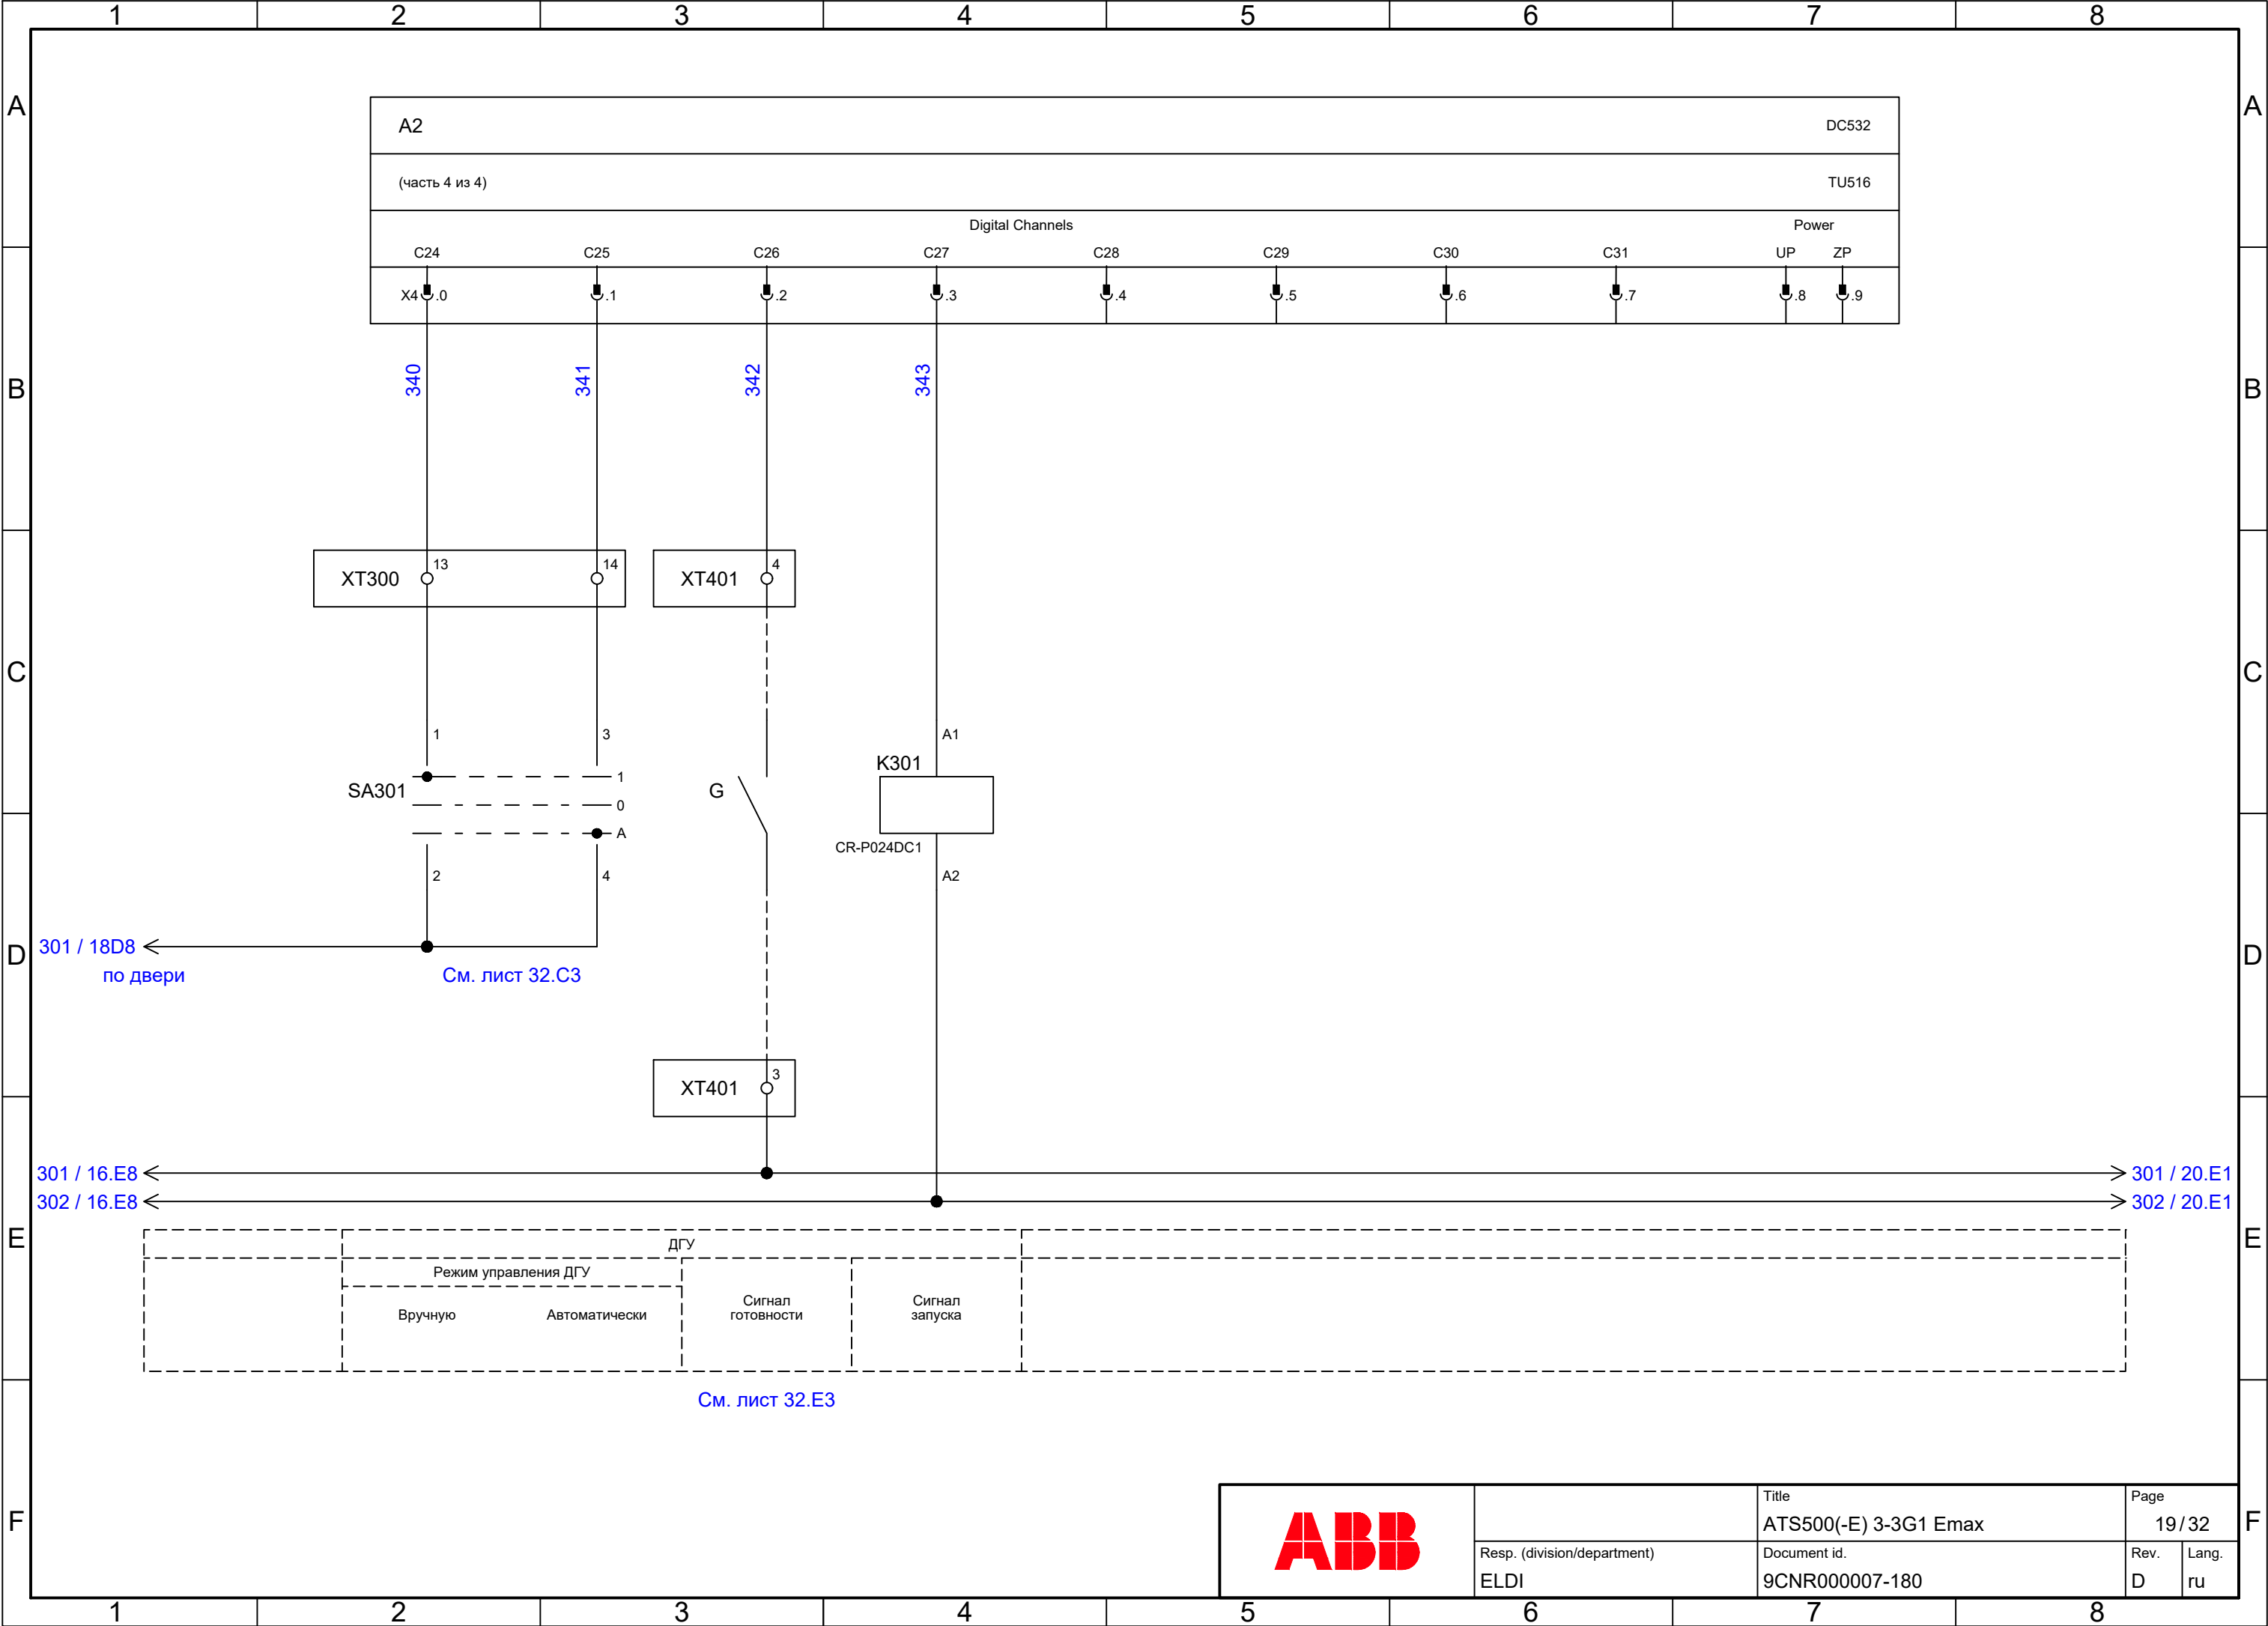 1 2 3 4 5 6 7 8
A A
A2 DC532
(часть 4 из 4) TU516
Digital Channels Power
C24 C25 C26 C27 C28 C29 C30 C31 UP ZP
X4 .0 .1 .2 .3 .4 .5 .6 .7 .8 .9
340 341 342 343
B B
XT300 13 14 XT401 4
C C
1 3 A1
K301
SA301 1 G
0
A
CR-P024DC1
2 4 A2
301 / 18D8
D D
по двери См. лист 32.C3
XT401 3
301 / 16.E8 301 / 20.E1
302 / 16.E8 302 / 20.E1
E E
ДГУ
Режим управления ДГУ
Вручную Автоматически
Сигнал
готовности
Сигнал
запуска
См. лист 32.E3
F F
ABB
Title
ATS500(-E) 3-3G1 Emax
Page
19/32
Resp. (division/department)
ELDI
Document id.
9CNR000007-180
Rev.
D
Lang.
ru
1 2 3 4 5 6 7 8